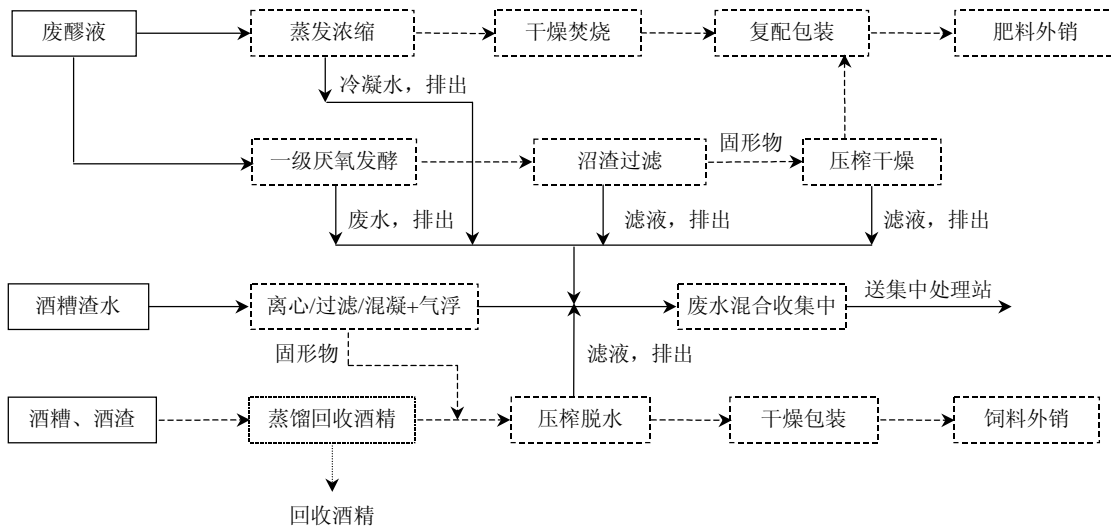 废醪液
蒸发浓缩
干燥焚烧
复配包装
肥料外销
冷凝水，排出
固形物
一级厌氧发酵
沼渣过滤
压榨干燥
废水，排出
滤液，排出
滤液，排出
送集中处理站
酒糟渣水
离心/过滤/混凝+气浮
废水混合收集中
固形物
滤液，排出
酒糟、酒渣
蒸馏回收酒精
压榨脱水
干燥包装
饲料外销
回收酒精